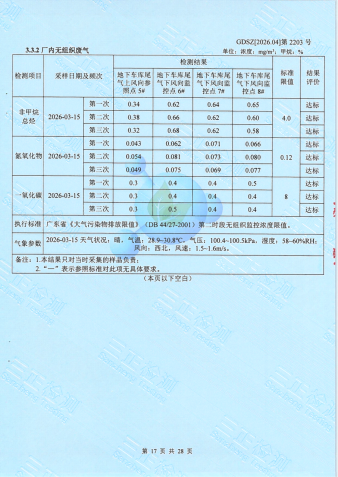 GDSZ[2026.04]第 2203 号
3.3.2 厂内无组织废气
单位：浓度：mg/m³；甲烷：%
检测项目 采样日期及频次 检测结果 标准限值 结果评价
地下车库尾气上风向参照点 5# 地下车库尾气下风向监控点 6# 地下车库尾气下风向监控点 7# 地下车库尾气下风向监控点 8#
非甲烷总烃 2026-03-15 第一次 0.34 0.62 0.64 0.65 4.0 达标
第二次 0.38 0.66 0.62 0.60 达标
第三次 0.32 0.68 0.62 0.58 达标
氮氧化物 2026-03-15 第一次 0.043 0.062 0.071 0.066 0.12 达标
第二次 0.054 0.081 0.073 0.080 达标
第三次 0.049 0.075 0.069 0.077 达标
一氧化碳 2026-03-15 第一次 0.3 0.4 0.4 0.5 8 达标
第二次 0.3 0.4 0.4 0.4 达标
第三次 0.3 0.5 0.4 0.4 达标
执行标准 广东省《大气污染物排放限值》（DB 44/27-2001）第二时段无组织监控浓度限值。
气象参数 2026-03-15 天气状况：晴，气温：28.9~30.8℃，气压：100.4~100.5kPa，湿度：58~60%RH；
风向：西北，风速：1.5~1.6m/s。
备注：1.本结果只对当时采集的样品负责；
2.“—”表示参照标准对此项无具体要求。
（本页以下空白）
第 17 页 共 28 页